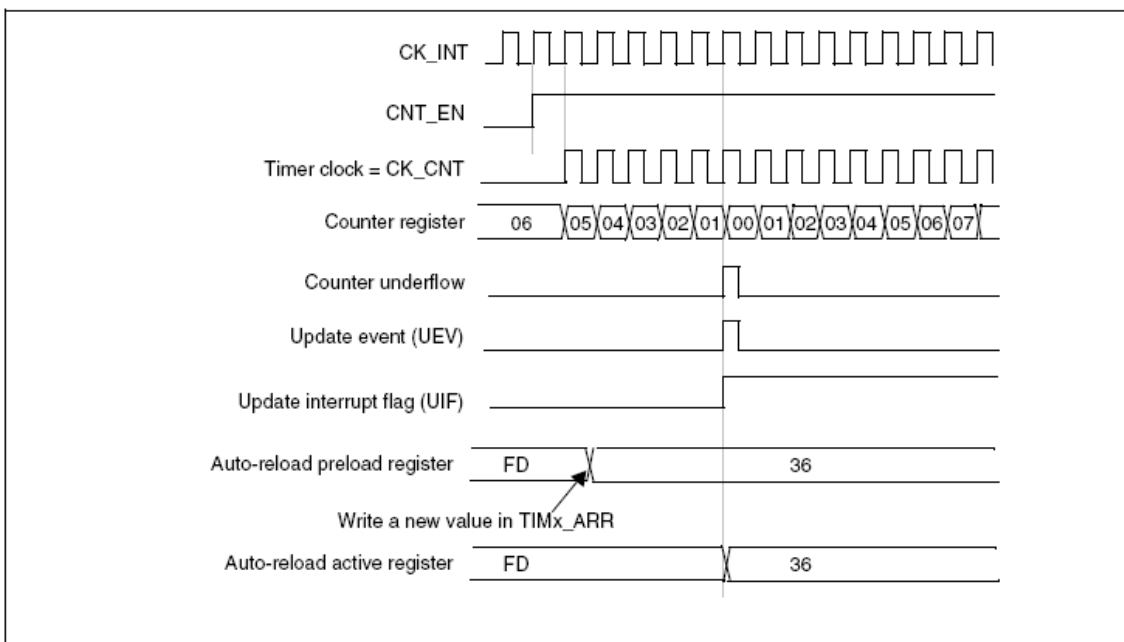 CK_INT
CNT_EN
Timer clock = CK_CNT
Counter register 06 05 04 03 02 01 00 01 02 03 04 05 06 07
Counter underflow
Update event (UEV)
Update interrupt flag (UIF)
Auto-reload preload register FD 36
Write a new value in TIMx_ARR
Auto-reload active register FD 36